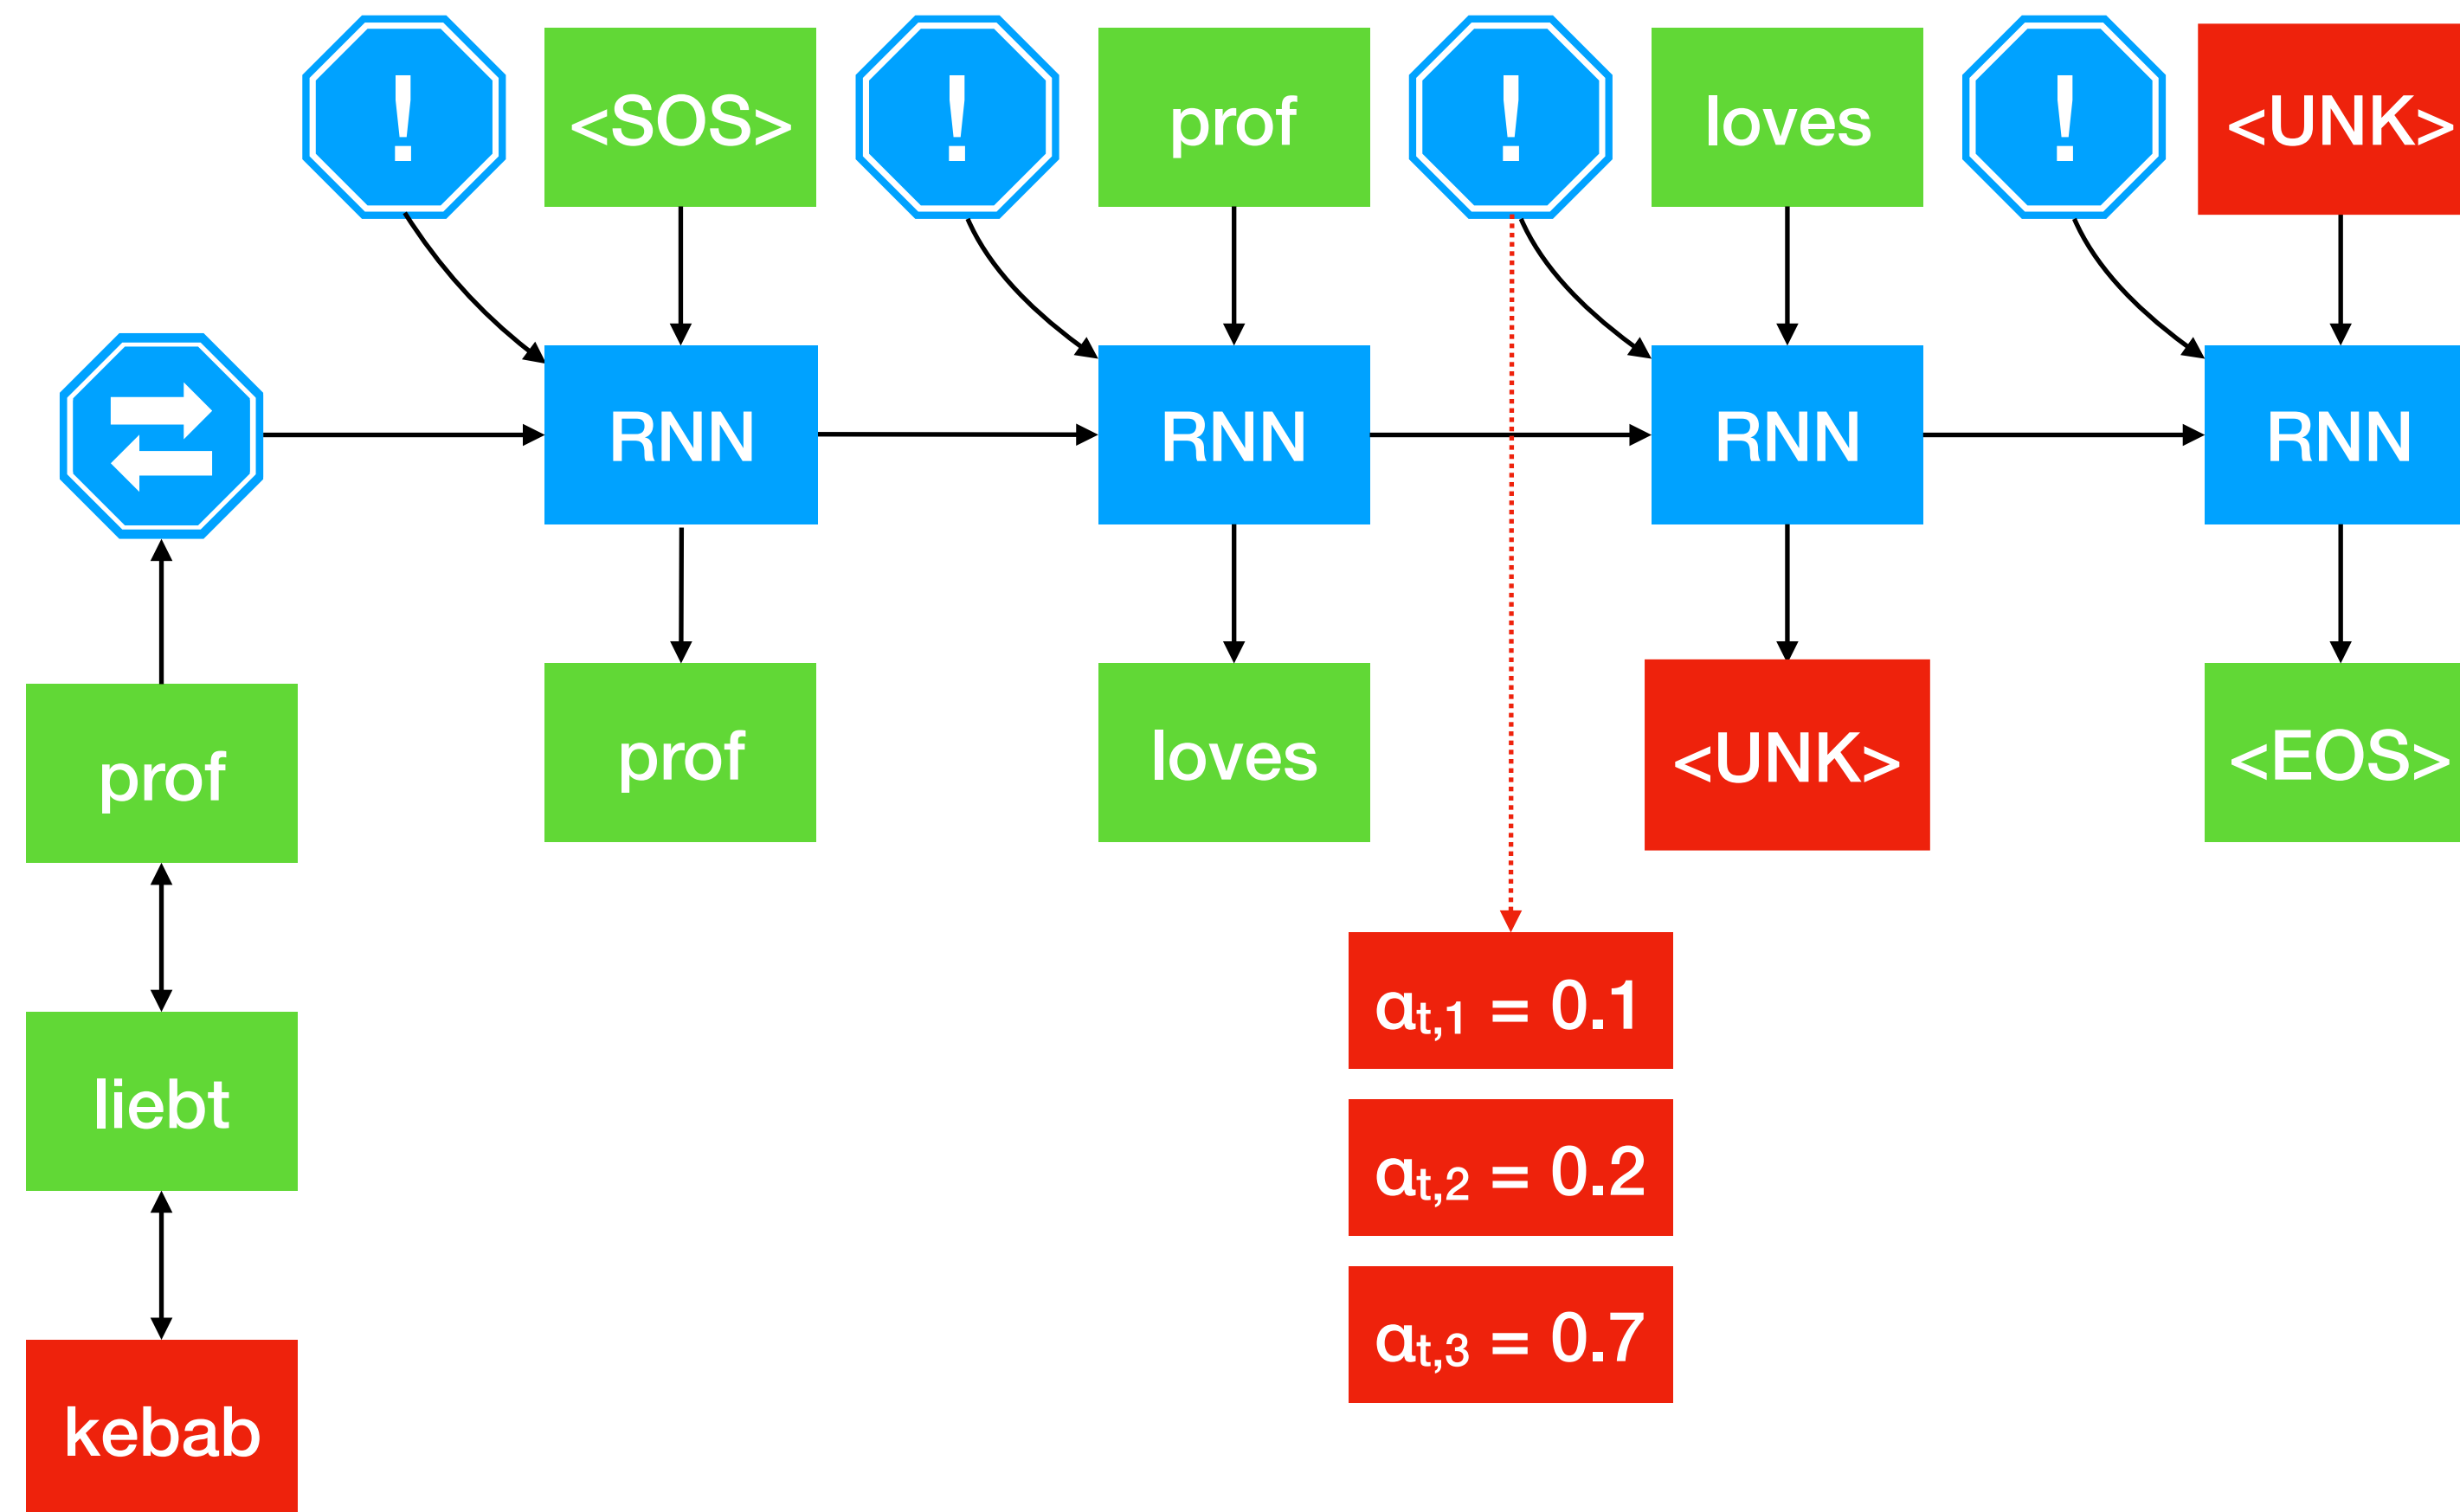 ! <SOS> ! prof ! loves ! <UNK>
RNN RNN RNN RNN
prof prof loves <UNK> <EOS>
αt,1 = 0.1
liebt
αt,2 = 0.2
αt,3 = 0.7
kebab